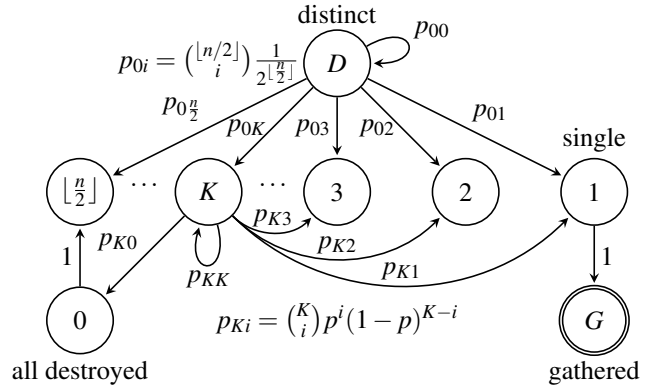 distinct
p_{0i} = \binom{\lfloor n/2 \rfloor}{i} \frac{1}{2^{\lfloor \frac{n}{2} \rfloor}}
D
p_{00}
p_{0\frac{n}{2}}
p_{0K}
p_{03}
p_{02}
p_{01}
single
⌊\frac{n}{2}⌋
...
K
...
3
2
1
p_{K3}
1
p_{K0}
p_{KK}
p_{K2}
p_{K1}
1
0
p_{Ki} = \binom{K}{i} p^i (1-p)^{K-i}
G
all destroyed
gathered